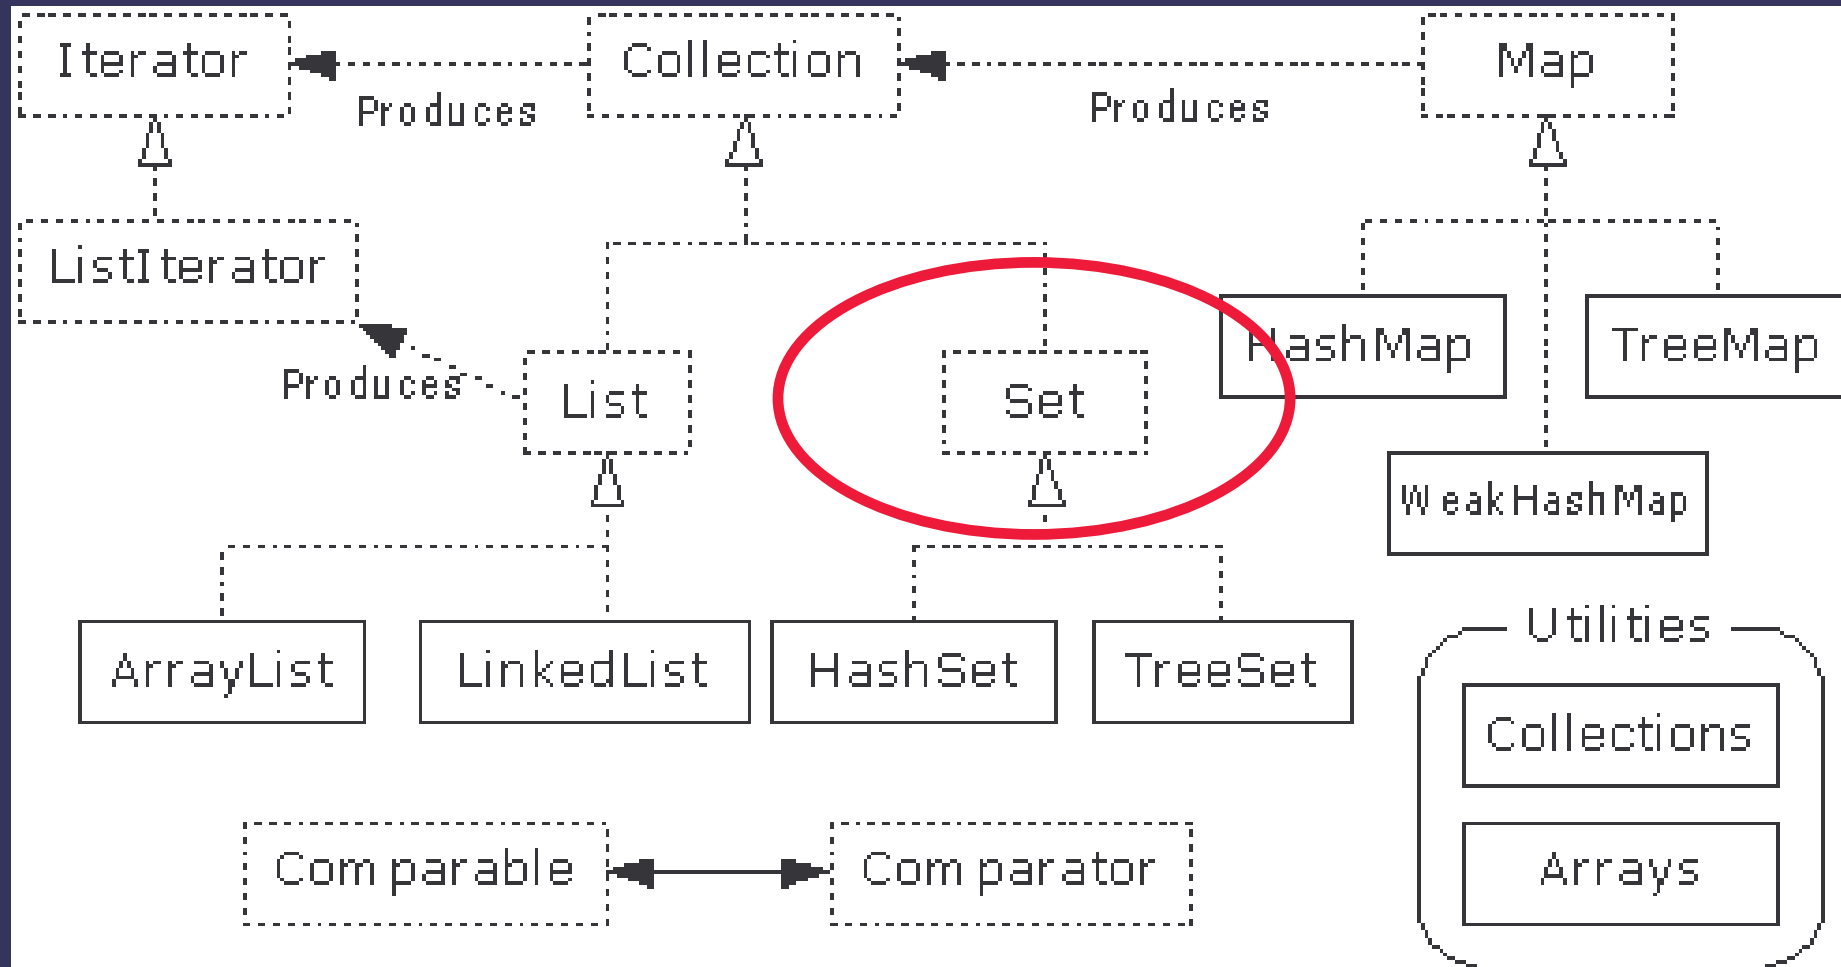 Iterator
Collection
Map
Produces
Produces
ListIterator
HashMap
TreeMap
Produces
List
Set
WeakHashMap
Utilities
ArrayList
LinkedList
HashSet
TreeSet
Collections
Comparable
Comparator
Arrays